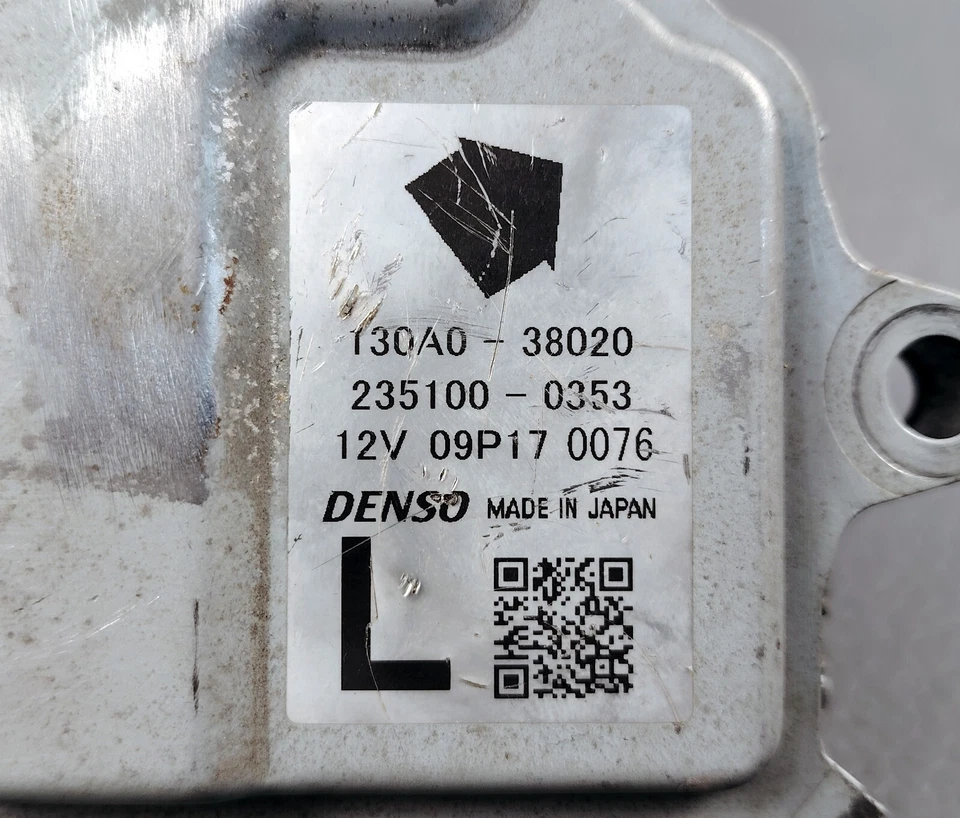 130A0 - 38020
235100 - 0353
12V 09P17 0076
DENSO MADE IN JAPAN
L